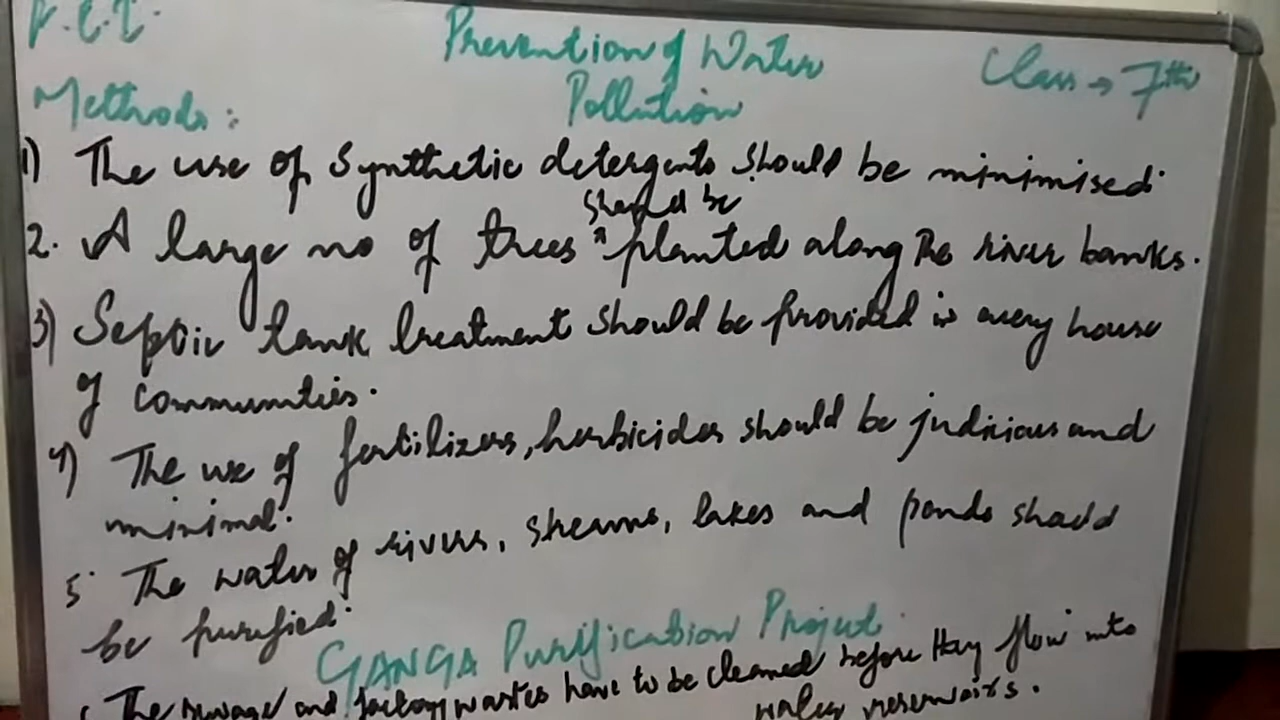 P.C.C.
Prevention of Water
Class → 7th
Pollution
Methods:
1) The use of Synthetic detergents should be minimised.
should be
2. A large no of trees ^ planted along the river banks.
3) Septic tank treatment should be provided in every house
of communities.
4) The use of fertilizers, herbicides should be judicious and
minimal.
5. The water of rivers, streams, lakes and ponds should
be purified.
GANGA Purification Project.
The sewage and factory wastes have to be cleaned before they flow into
water reservoirs.